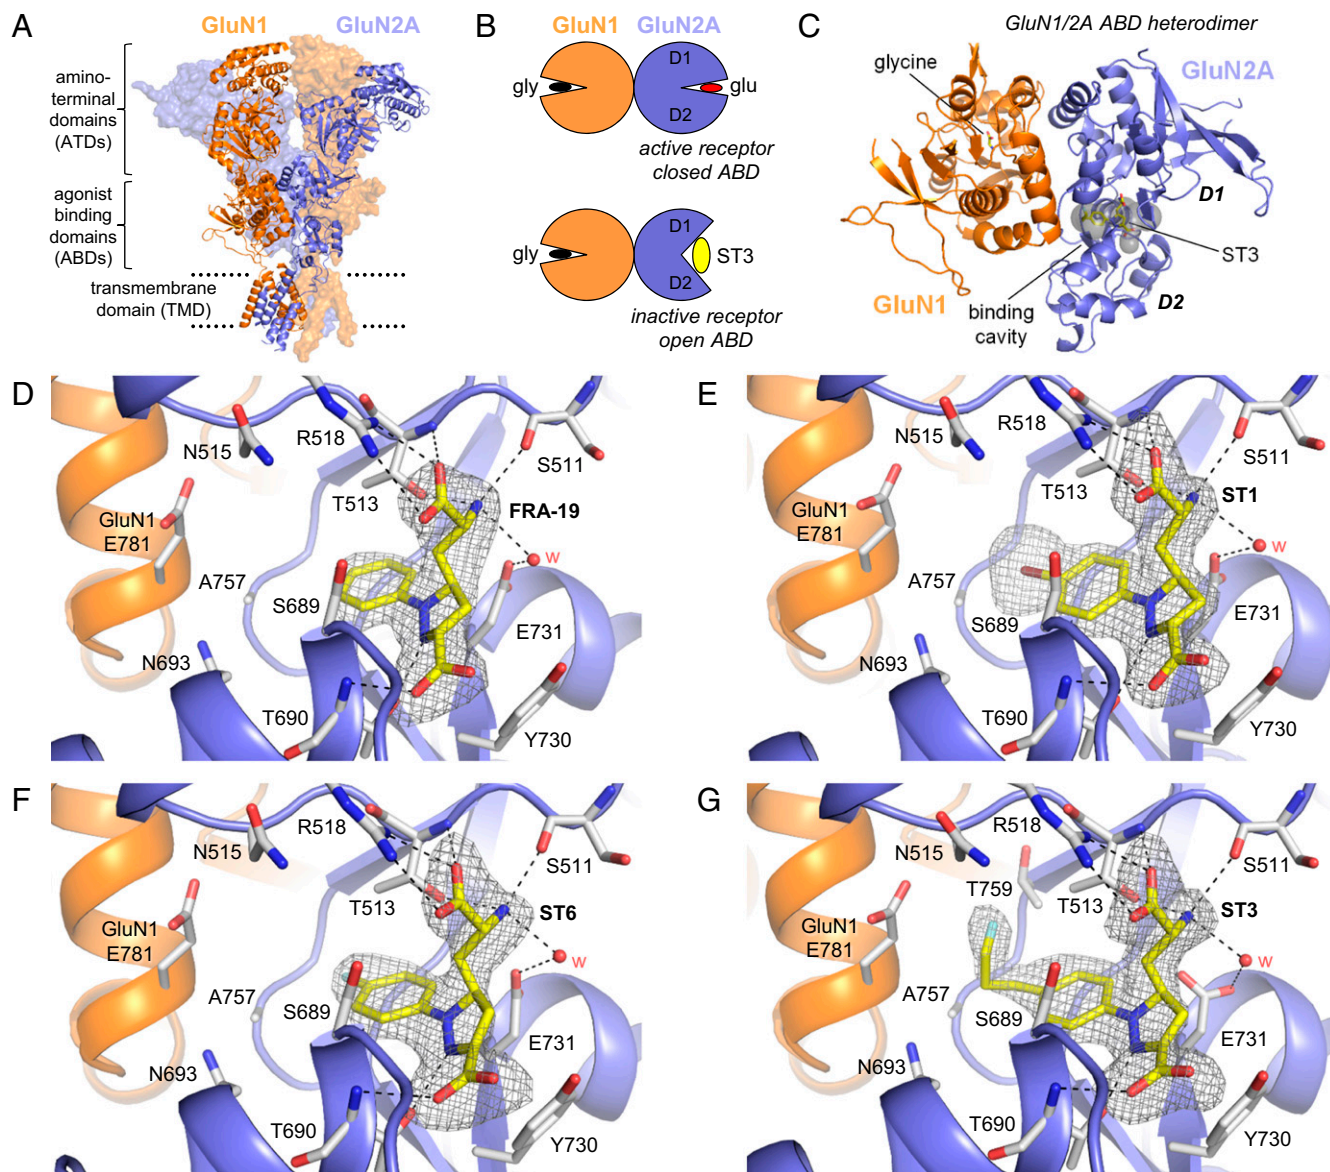 A
GluN1
GluN2A
amino-
terminal
domains
(ATDs)
agonist
binding
domains
(ABDs)
transmembrane
domain (TMD)
B
GluN1
GluN2A
D1
gly
glu
D2
active receptor
closed ABD
D1
gly
ST3
D2
inactive receptor
open ABD
C
GluN1/2A ABD heterodimer
glycine
GluN2A
D1
ST3
GluN1
binding
cavity
D2
D
R518
N515
S511
T513
FRA-19
GluN1
E781
w
A757
S689
E731
N693
T690
Y730
E
R518
N515
S511
T513
ST1
GluN1
E781
w
A757
S689
E731
N693
T690
Y730
F
R518
N515
S511
T513
ST6
GluN1
E781
w
A757
S689
E731
N693
T690
Y730
G
R518
N515
S511
T759
T513
ST3
GluN1
E781
w
A757
S689
E731
N693
T690
Y730